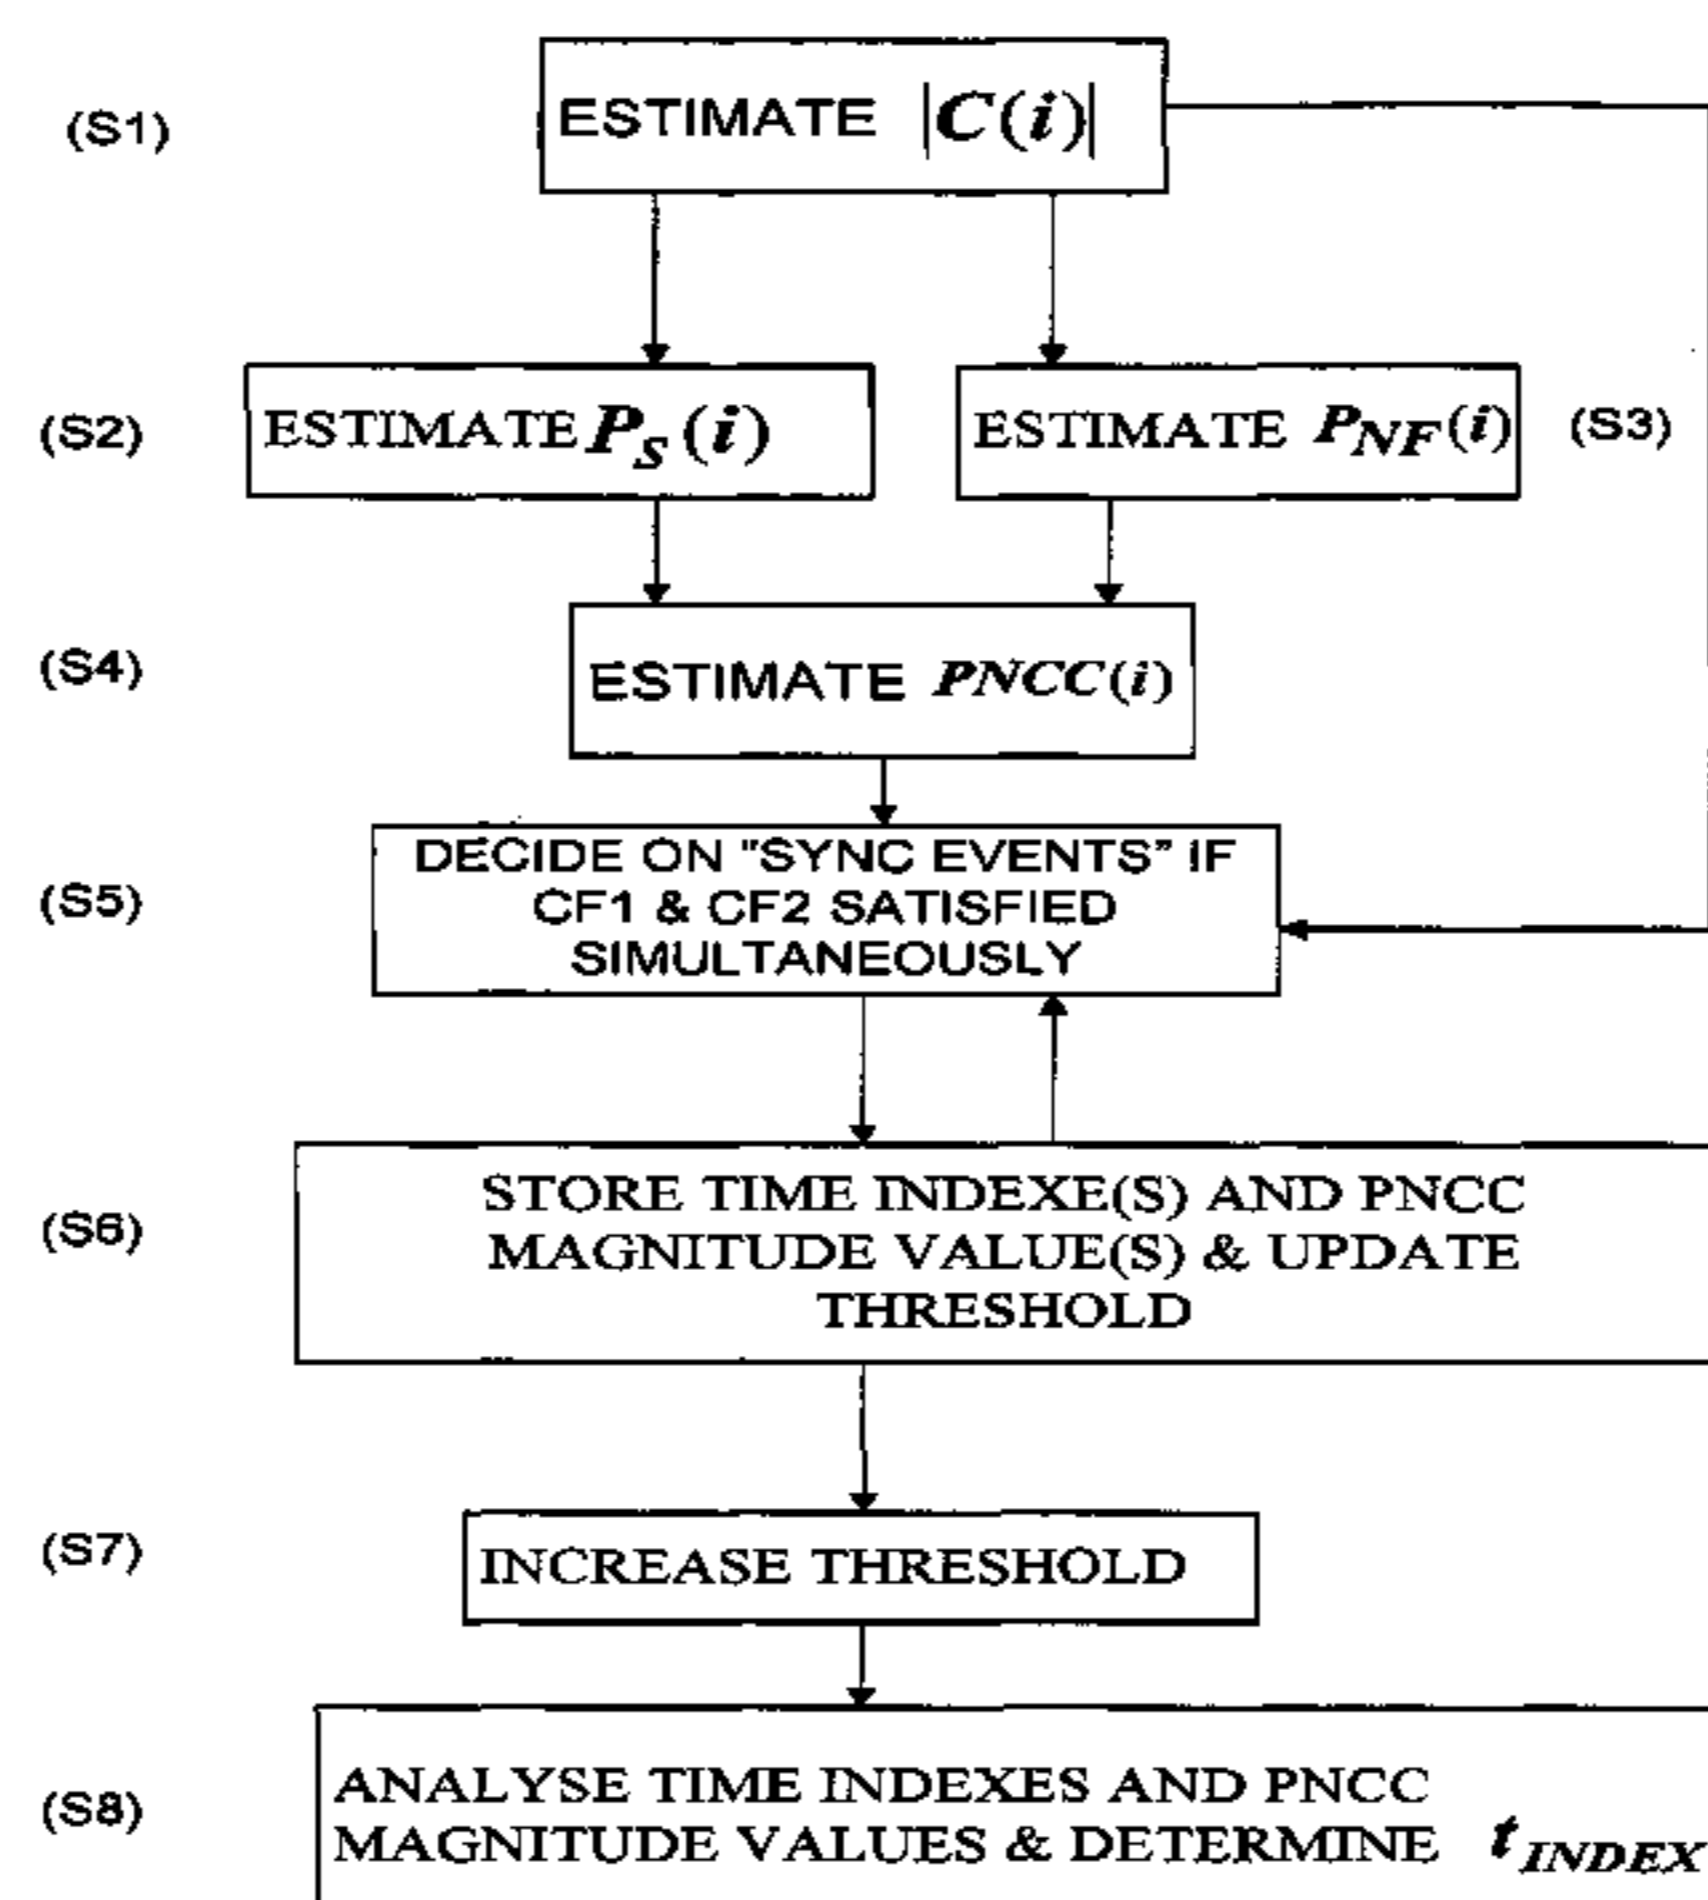 (S1)
ESTIMATE |C(i)|
(S2)
ESTIMATE P_S(i)
ESTIMATE P_NF(i)
(S3)
(S4)
ESTIMATE PNCC(i)
(S5)
DECIDE ON "SYNC EVENTS" IF
CF1 & CF2 SATISFIED
SIMULTANEOUSLY
(S6)
STORE TIME INDEXE(S) AND PNCC
MAGNITUDE VALUE(S) & UPDATE
THRESHOLD
(S7)
INCREASE THRESHOLD
(S8)
ANALYSE TIME INDEXES AND PNCC
MAGNITUDE VALUES & DETERMINE t_INDEX